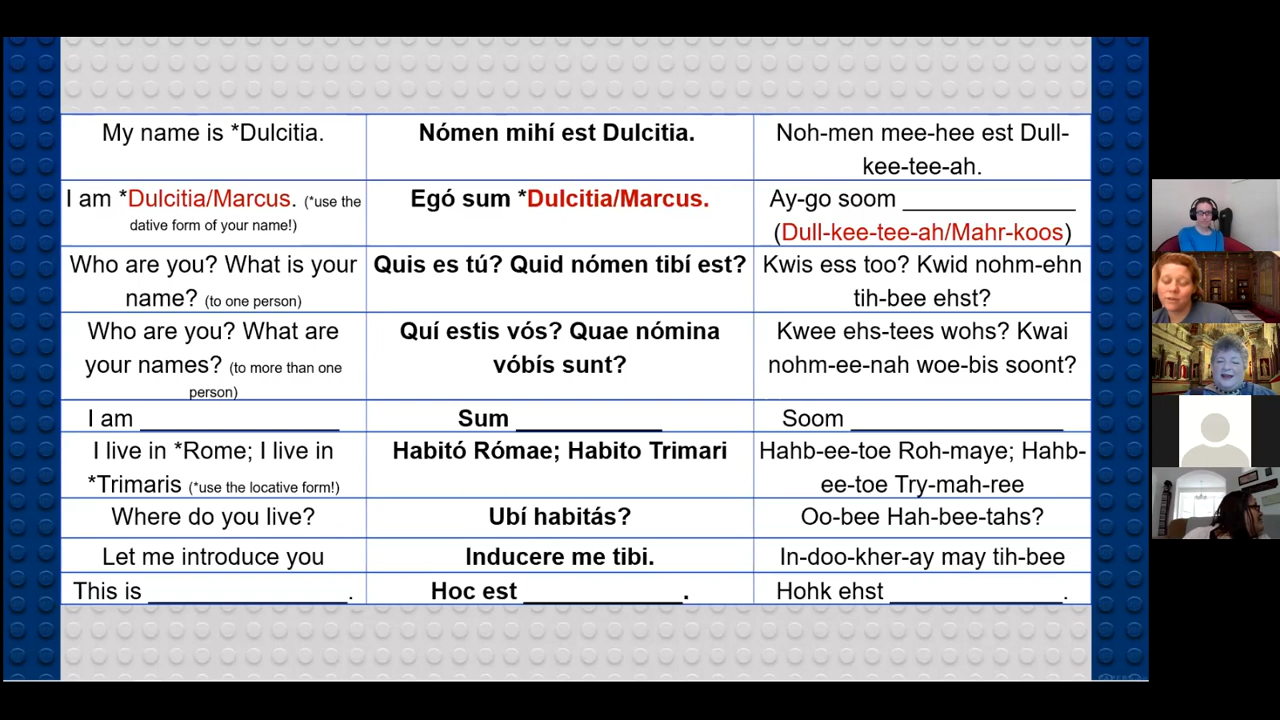 My name is *Dulcitia.
Nómen mihí est Dulcitia.
Noh-men mee-hee est Dull-
kee-tee-ah.
I am *Dulcitia/Marcus. (*use the
dative form of your name!)
Egó sum *Dulcitia/Marcus.
Ay-go soom _____________
(Dull-kee-tee-ah/Mahr-koos)
Who are you? What is your
name? (to one person)
Quis es tú? Quid nómen tibí est?
Kwis ess too? Kwid nohm-ehn
tih-bee ehst?
Who are you? What are
your names? (to more than one
person)
Quí estis vós? Quae nómina
vóbís sunt?
Kwee ehs-tees wohs? Kwai
nohm-ee-nah woe-bis soont?
I am _______________
Sum ___________
Soom ________________
I live in *Rome; I live in
*Trimaris (*use the locative form!)
Habitó Rómae; Habito Trimari
Hahb-ee-toe Roh-maye; Hahb-
ee-toe Try-mah-ree
Where do you live?
Ubí habitás?
Oo-bee Hah-bee-tahs?
Let me introduce you
Inducere me tibi.
In-doo-kher-ay may tih-bee
This is _______________.
Hoc est ____________.
Hohk ehst _____________.